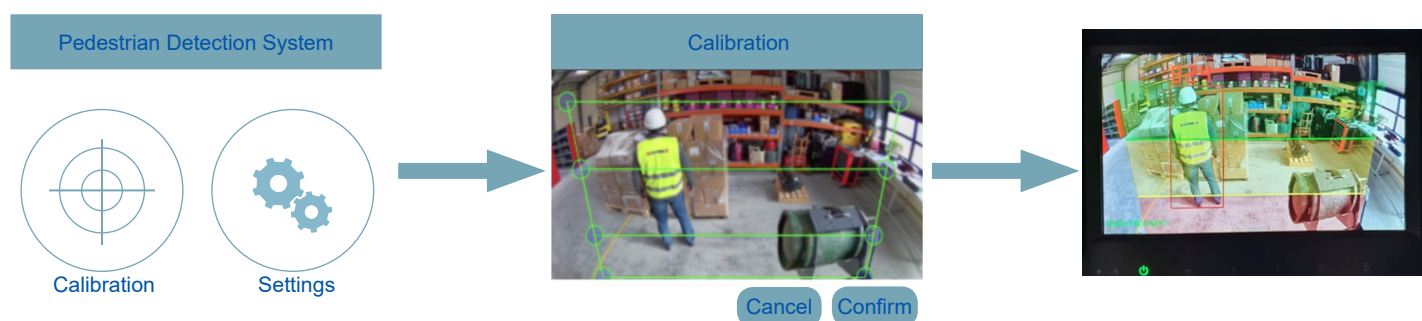 Pedestrian Detection System
Calibration
Settings
Calibration
Cancel
Confirm